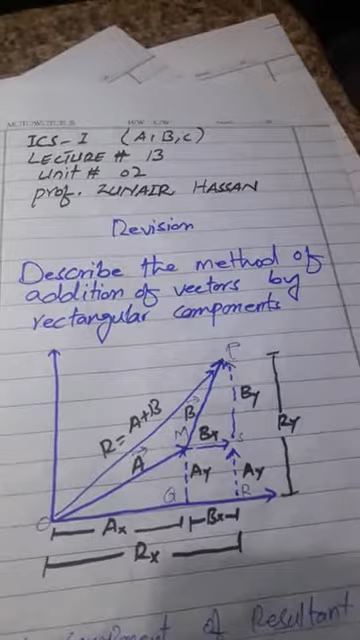 ICS-I (A, B, C)
LECTURE # 13
Unit # 02
prof. ZUNAIR HASSAN
Revision
Describe the method of
addition of vectors by
rectangular components
P
R = A+B
B
By
Ry
M
Bx
S
A
Ay
Ay
O
Q
R
Ax
Bx
Rx
of Resultant